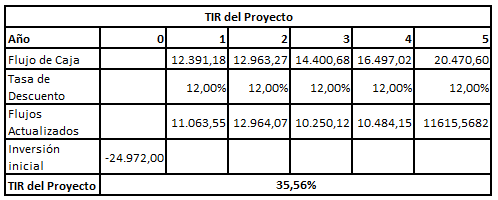 TIR del Proyecto
Año 0 1 2 3 4 5
Flujo de Caja 12.391,18 12.963,27 14.400,68 16.497,02 20.470,60
Tasa de
Descuento 12,00% 12,00% 12,00% 12,00% 12,00%
Flujos
Actualizados 11.063,55 12.964,07 10.250,12 10.484,15 11615,5682
Inversión
inicial -24.972,00
TIR del Proyecto 35,56%